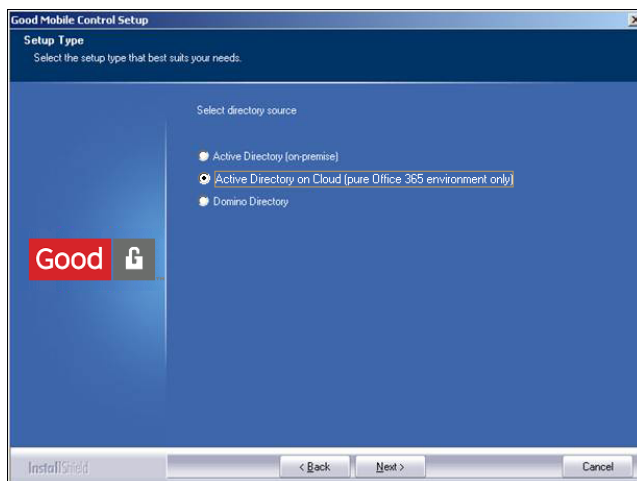 Good Mobile Control Setup
Setup Type
Select the setup type that best suits your needs.
Select directory source
Active Directory (on-premise)
Active Directory on Cloud (pure Office 365 environment only)
Domino Directory
Good
InstallShield
< Back
Next >
Cancel